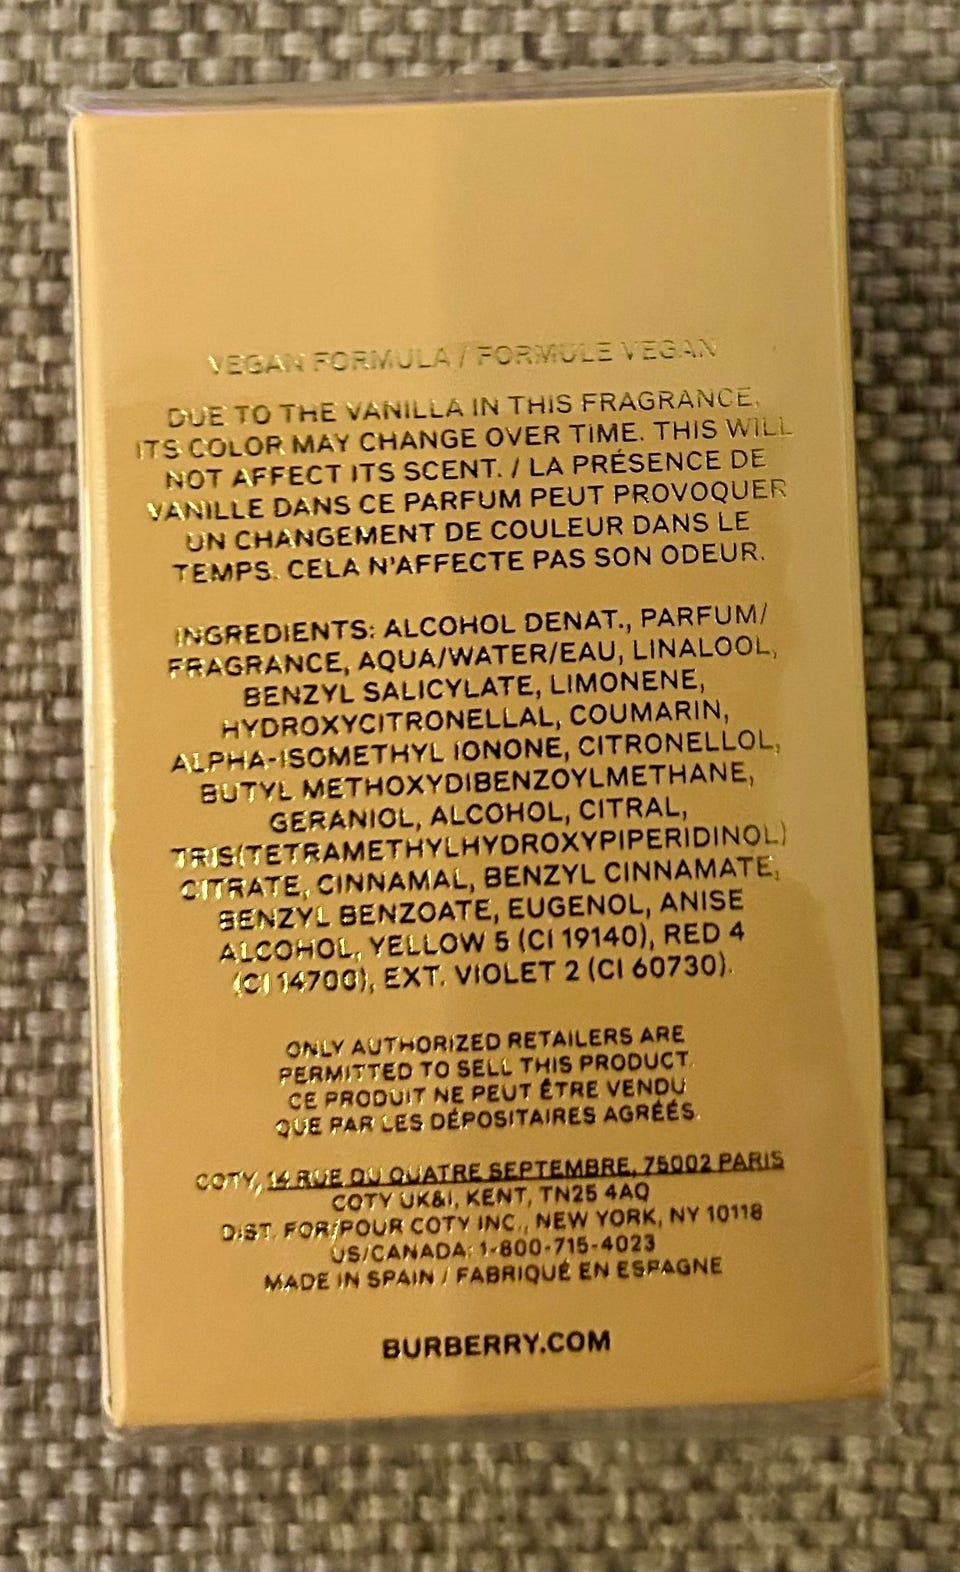 VEGAN FORMULA / FORMULE VEGAN
DUE TO THE VANILLA IN THIS FRAGRANCE,
ITS COLOR MAY CHANGE OVER TIME. THIS WILL
NOT AFFECT ITS SCENT. / LA PRÉSENCE DE
VANILLE DANS CE PARFUM PEUT PROVOQUER
UN CHANGEMENT DE COULEUR DANS LE
TEMPS. CELA N'AFFECTE PAS SON ODEUR.
INGREDIENTS: ALCOHOL DENAT., PARFUM/
FRAGRANCE, AQUA/WATER/EAU, LINALOOL,
BENZYL SALICYLATE, LIMONENE,
HYDROXYCITRONELLAL, COUMARIN,
ALPHA-ISOMETHYL IONONE, CITRONELLOL,
BUTYL METHOXYDIBENZOYLMETHANE,
GERANIOL, ALCOHOL, CITRAL,
TRIS(TETRAMETHYLHYDROXYPIPERIDINOL)
CITRATE, CINNAMAL, BENZYL CINNAMATE,
BENZYL BENZOATE, EUGENOL, ANISE
ALCOHOL, YELLOW 5 (CI 19140), RED 4
(CI 14700), EXT. VIOLET 2 (CI 60730).
ONLY AUTHORIZED RETAILERS ARE
PERMITTED TO SELL THIS PRODUCT.
CE PRODUIT NE PEUT ÊTRE VENDU
QUE PAR LES DÉPOSITAIRES AGRÉÉS.
COTY, 14 RUE DU QUATRE SEPTEMBRE, 75002 PARIS
COTY UK&I, KENT, TN25 4AQ
DIST. FOR/POUR COTY INC., NEW YORK, NY 10118
US/CANADA: 1-800-715-4023
MADE IN SPAIN / FABRIQUÉ EN ESPAGNE
BURBERRY.COM